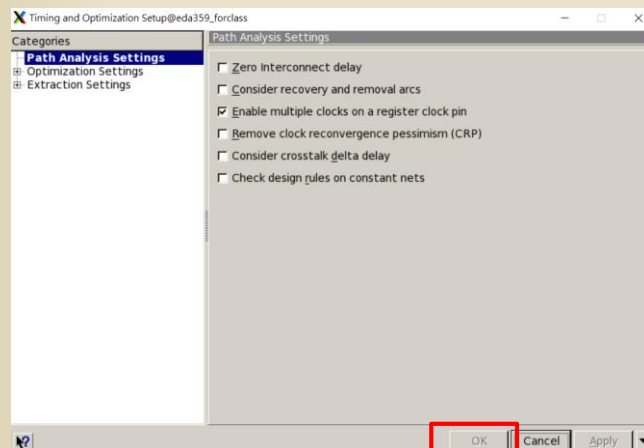 Timing and Optimization Setup@eda359_forclass
Categories
Path Analysis Settings
Optimization Settings
Extraction Settings
Path Analysis Settings
Zero Interconnect delay
Consider recovery and removal arcs
Enable multiple clocks on a register clock pin
Remove clock reconvergence pessimism (CRP)
Consider crosstalk delta delay
Check design rules on constant nets
OK Cancel Apply